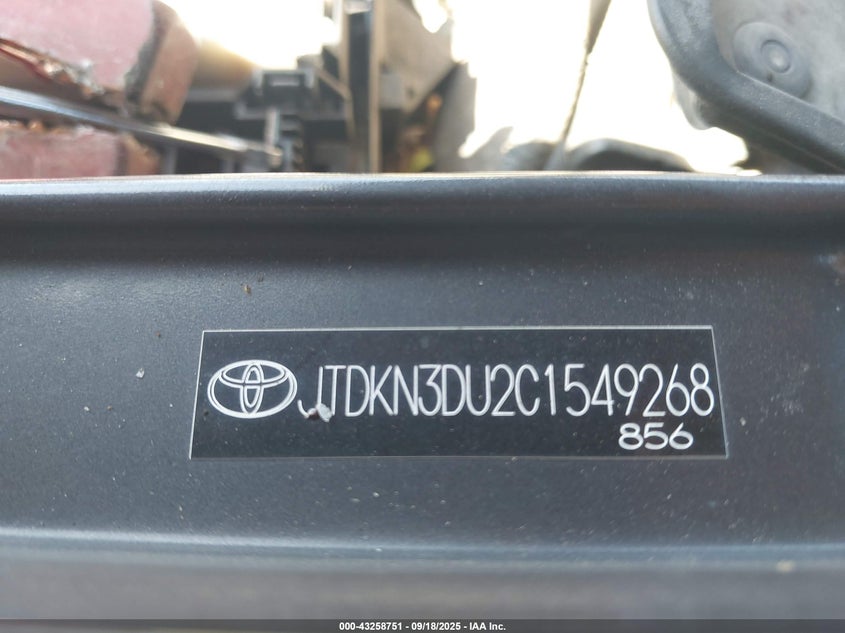 JTDKN3DU2C1549268
856
000-43258751 — 09/18/2025 — IAA Inc.